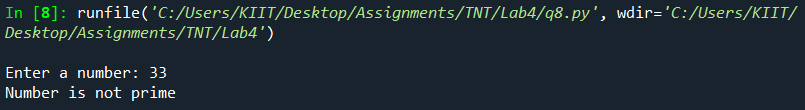 In [8]: runfile('C:/Users/KIIT/Desktop/Assignments/TNT/Lab4/q8.py', wdir='C:/Users/KIIT/
Desktop/Assignments/TNT/Lab4')
Enter a number: 33
Number is not prime